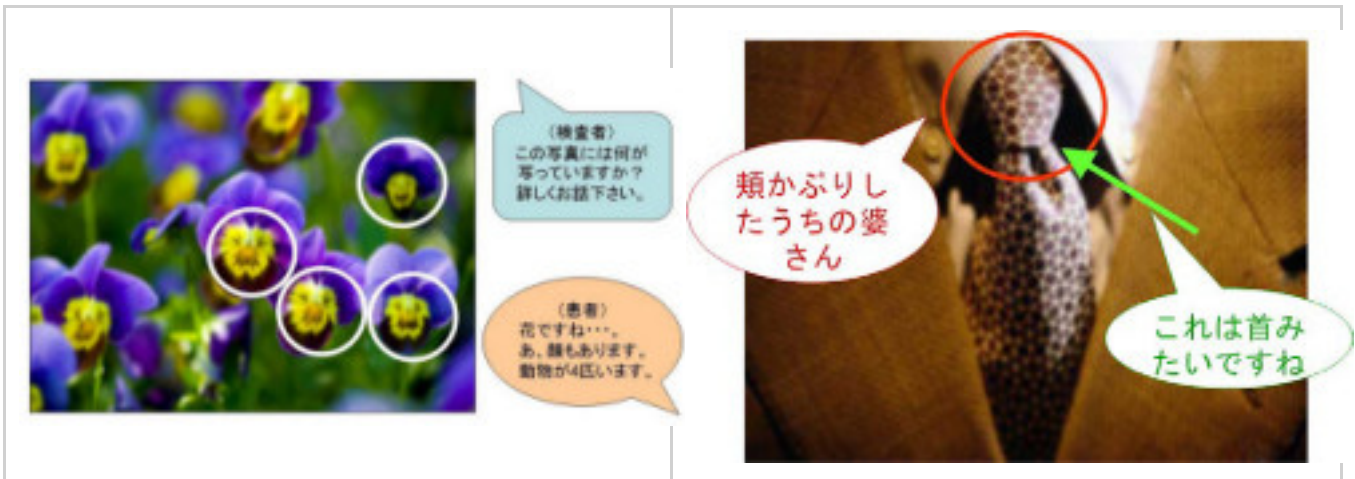 （検査者）
この写真には何が
写っていますか？
詳しくお話下さい。
（患者）
花ですね・・・。
あ、顔もあります。
動物が4匹います。
頬かぶりし
たうちの婆
さん
これは首み
たいですね